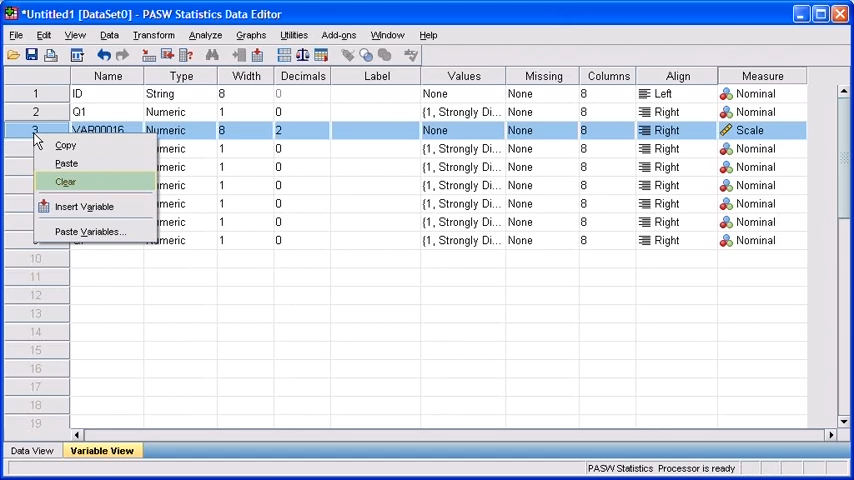 *Untitled1 [DataSet0] - PASW Statistics Data Editor
File Edit View Data Transform Analyze Graphs Utilities Add-ons Window Help
Name Type Width Decimals Label Values Missing Columns Align Measure
1 ID String 8 0 None None 8 Left Nominal
2 Q1 Numeric 1 0 {1, Strongly Di... None 8 Right Nominal
3 VAR00016 Numeric 8 2 None None 8 Right Scale
Copy
Numeric 1 0 {1, Strongly Di... None 8 Right Nominal
Paste
Numeric 1 0 {1, Strongly Di... None 8 Right Nominal
Clear
Numeric 1 0 {1, Strongly Di... None 8 Right Nominal
Insert Variable
Numeric 1 0 {1, Strongly Di... None 8 Right Nominal
Numeric 1 0 {1, Strongly Di... None 8 Right Nominal
Paste Variables...
Numeric 1 0 {1, Strongly Di... None 8 Right Nominal
10
11
12
13
14
15
16
17
18
19
Data View Variable View
PASW Statistics Processor is ready